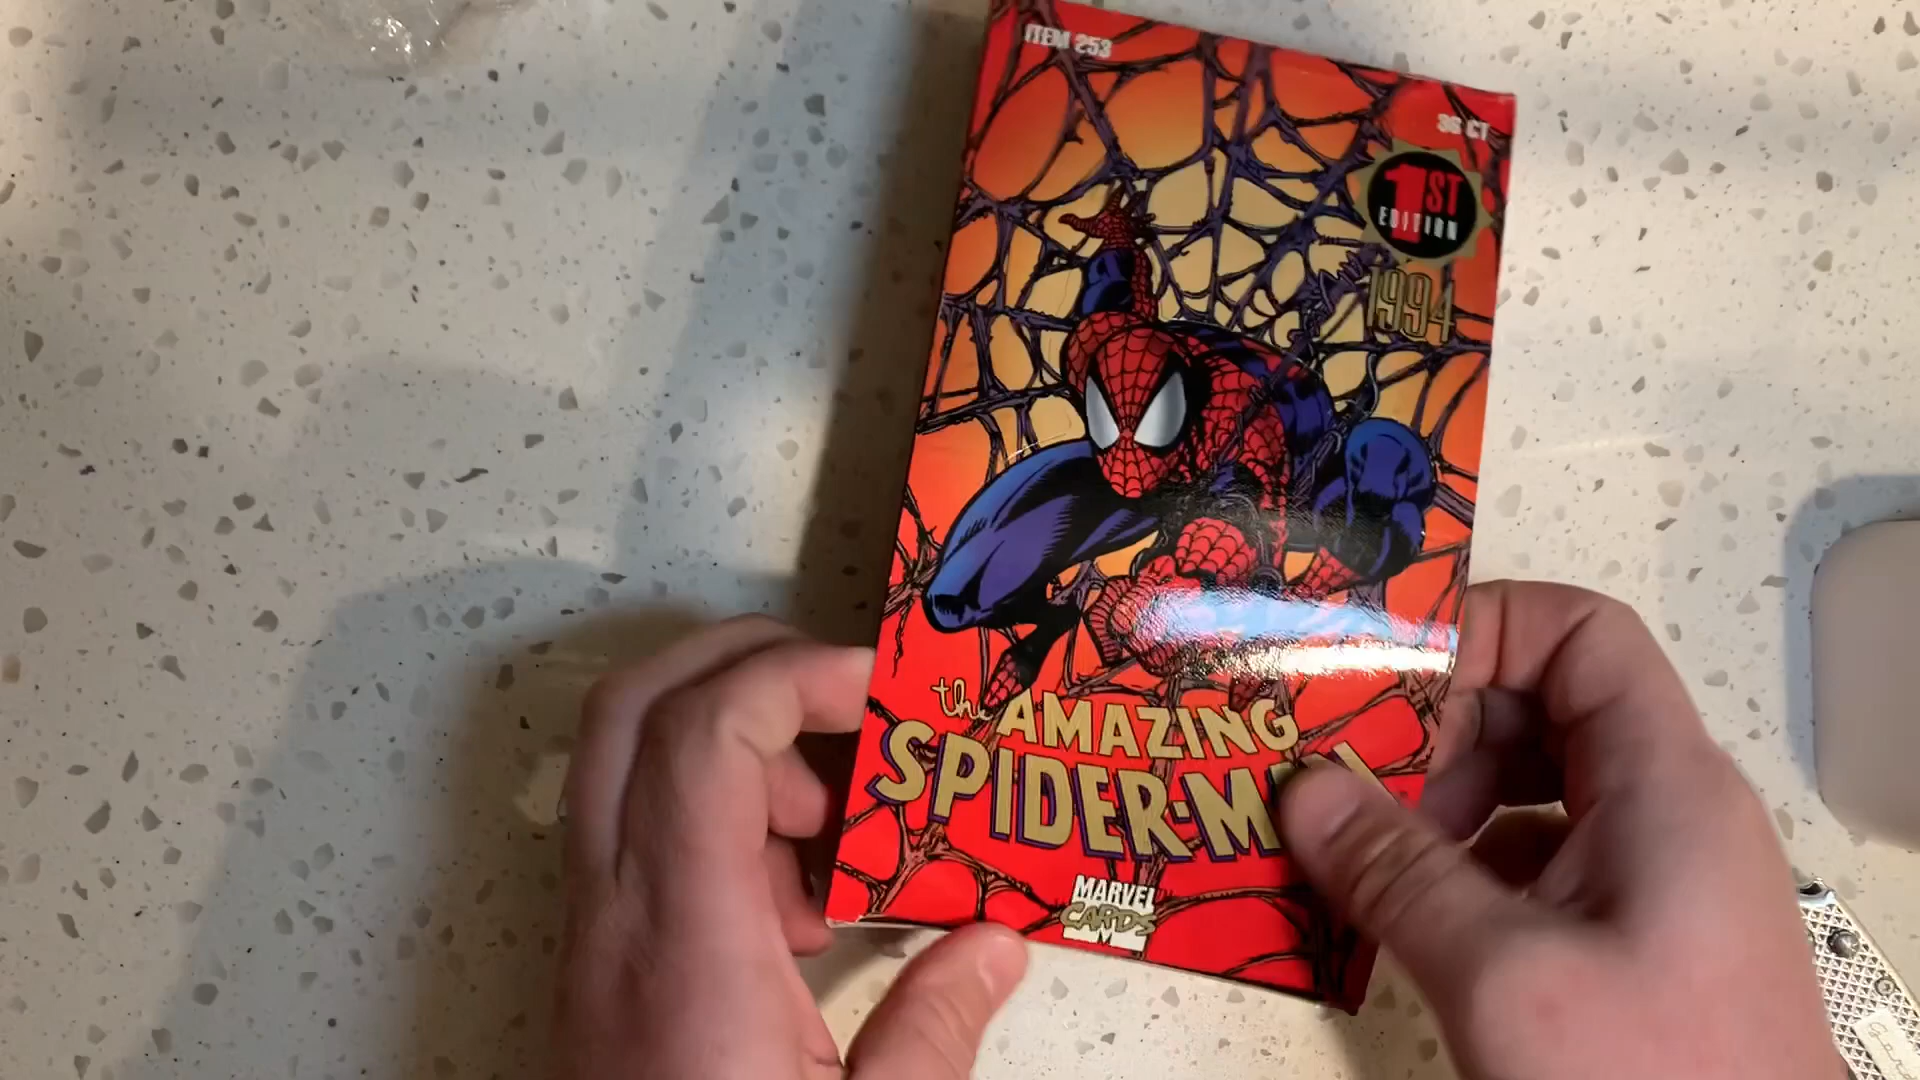 ITEM 253
36 CT
1ST
EDITION
1994
the AMAZING
SPIDER-MAN
MARVEL
CARDS